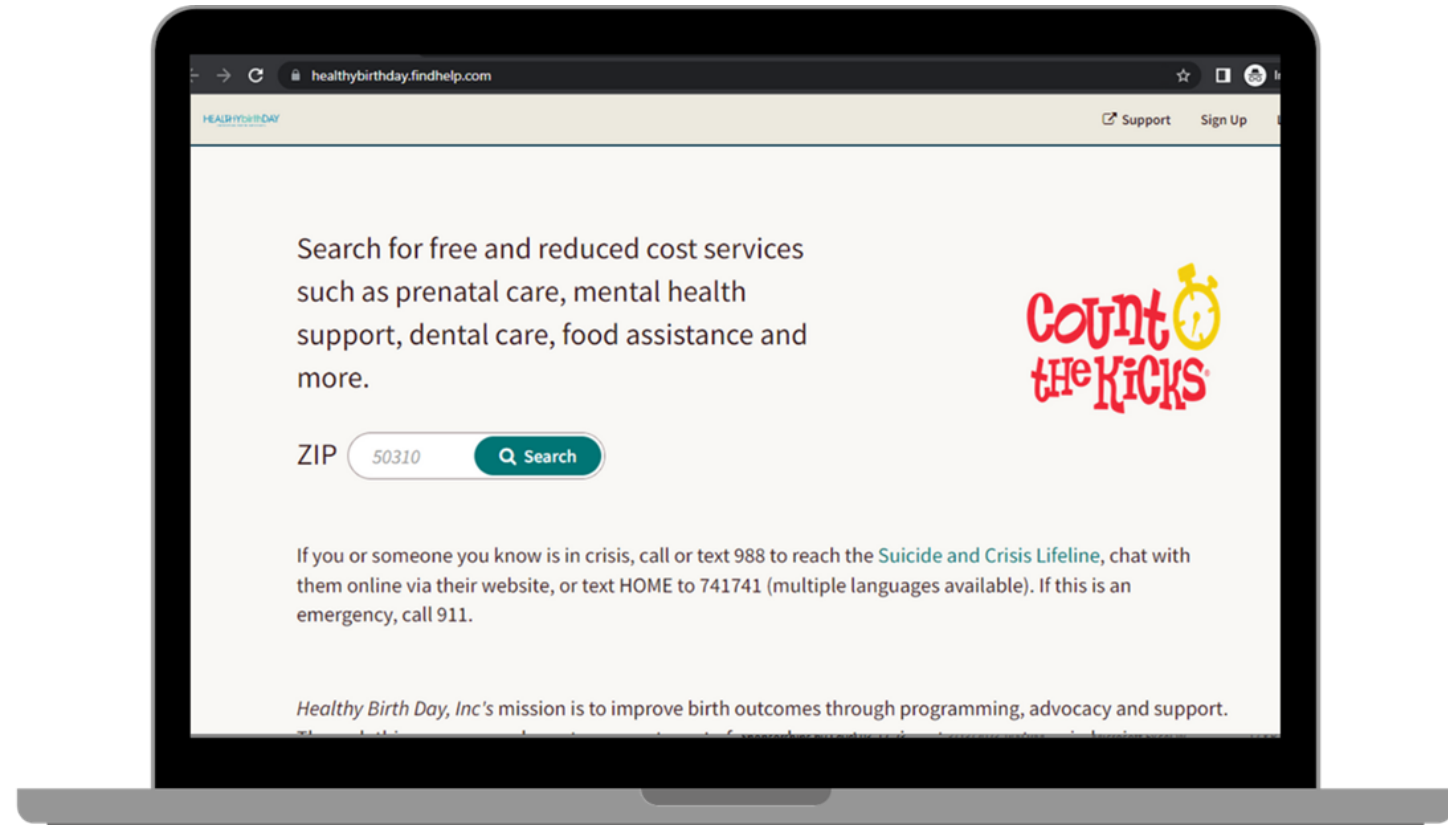 healthybirthday.findhelp.com
HEALTHYbirthDAY
Support Sign Up
Search for free and reduced cost services
such as prenatal care, mental health
support, dental care, food assistance and
more.
Count
the Kicks
ZIP 50310 Search
If you or someone you know is in crisis, call or text 988 to reach the Suicide and Crisis Lifeline, chat with
them online via their website, or text HOME to 741741 (multiple languages available). If this is an
emergency, call 911.
Healthy Birth Day, Inc's mission is to improve birth outcomes through programming, advocacy and support.